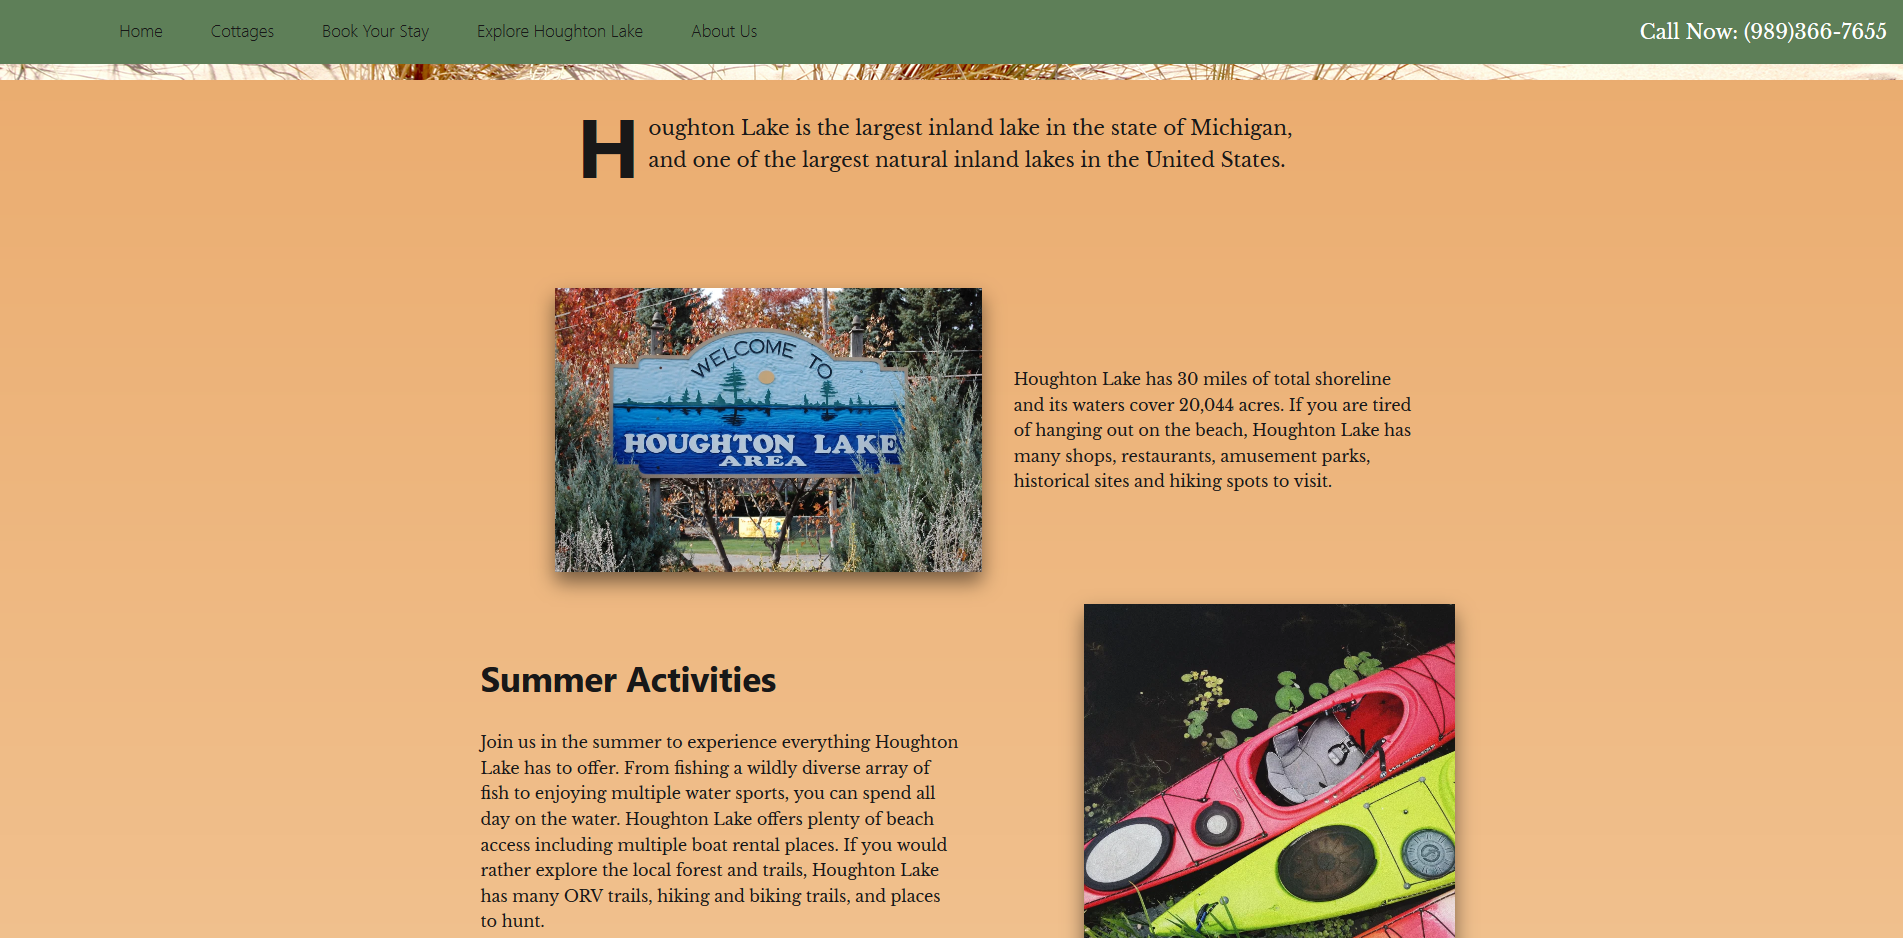 Home Cottages Book Your Stay Explore Houghton Lake About Us Call Now: (989)366-7655
Houghton Lake is the largest inland lake in the state of Michigan,
and one of the largest natural inland lakes in the United States.
WELCOME TO
HOUGHTON LAKE
AREA
Houghton Lake has 30 miles of total shoreline
and its waters cover 20,044 acres. If you are tired
of hanging out on the beach, Houghton Lake has
many shops, restaurants, amusement parks,
historical sites and hiking spots to visit.
Summer Activities
Join us in the summer to experience everything Houghton
Lake has to offer. From fishing a wildly diverse array of
fish to enjoying multiple water sports, you can spend all
day on the water. Houghton Lake offers plenty of beach
access including multiple boat rental places. If you would
rather explore the local forest and trails, Houghton Lake
has many ORV trails, hiking and biking trails, and places
to hunt.